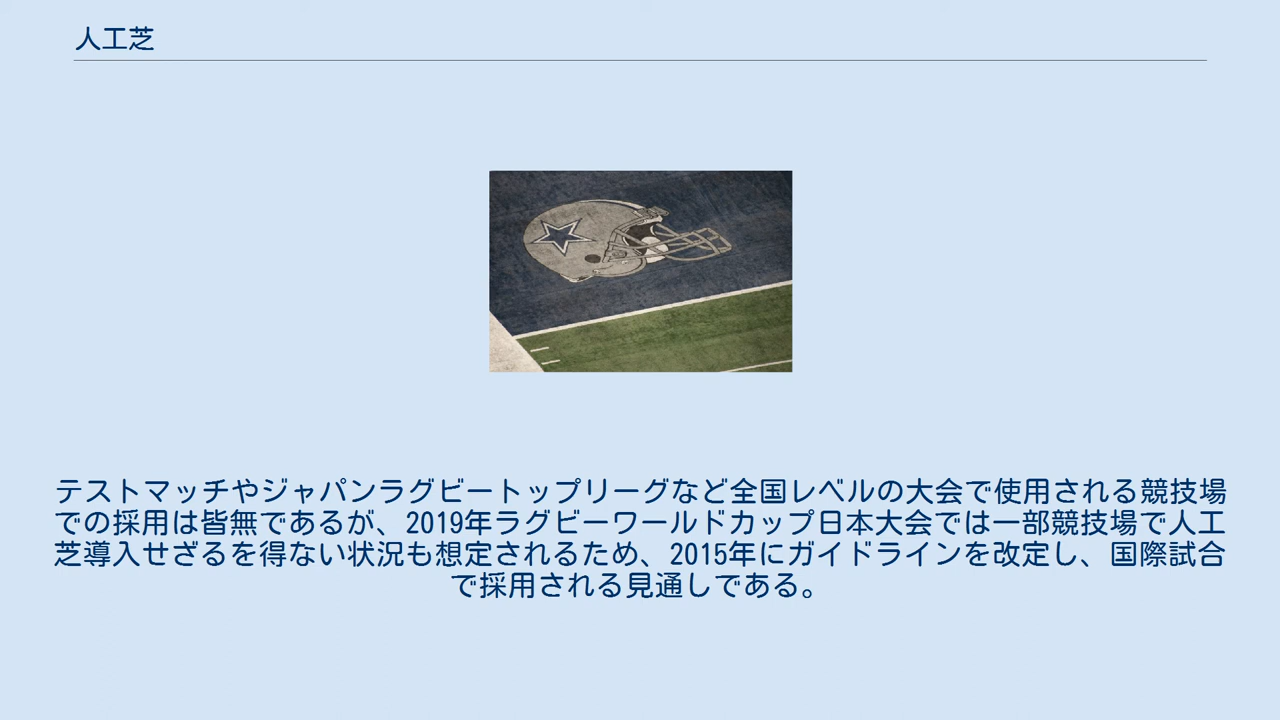 人工芝
テストマッチやジャパンラグビートップリーグなど全国レベルの大会で使用される競技場
での採用は皆無であるが、2019年ラグビーワールドカップ日本大会では一部競技場で人工
芝導入せざるを得ない状況も想定されるため、2015年にガイドラインを改定し、国際試合
で採用される見通しである。